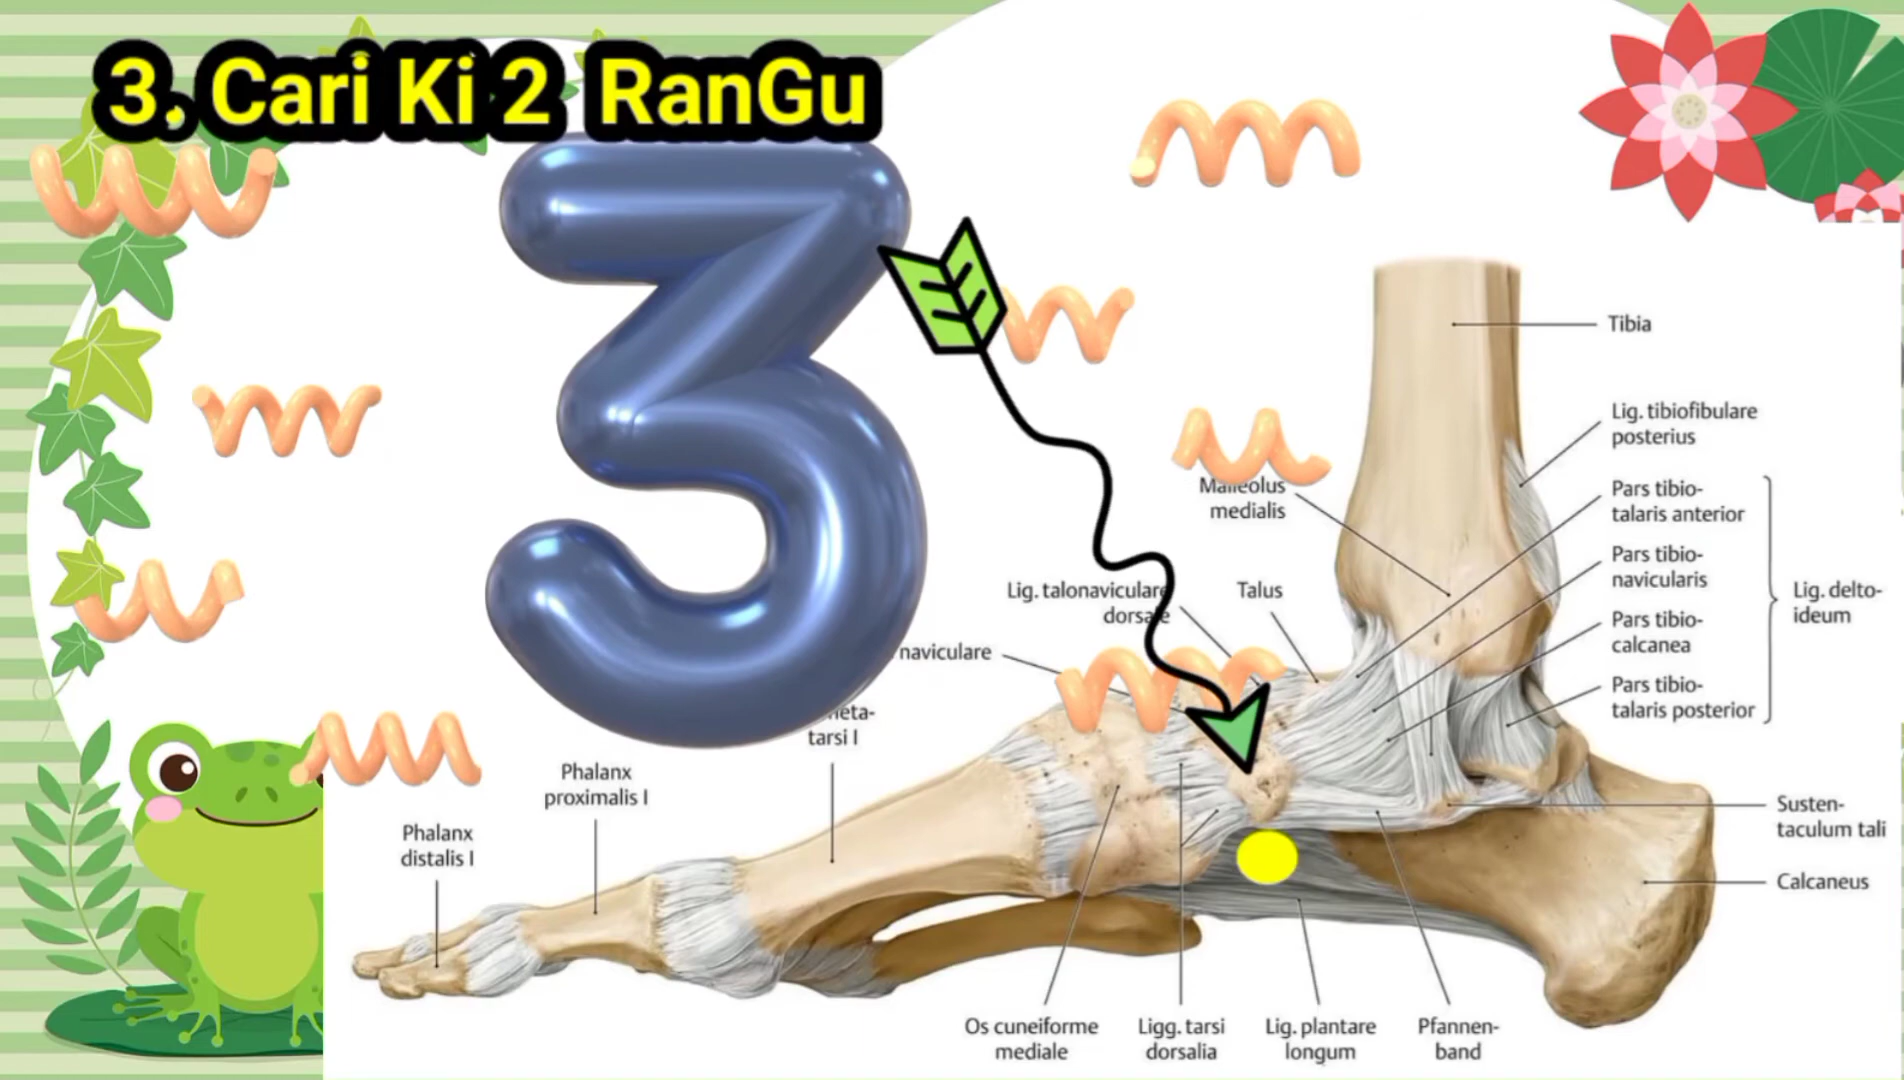 3. Cari Ki 2 RanGu
3
Tibia
Lig. tibiofibulare
posterius
Malleolus
medialis
Pars tibio-
talaris anterior
Pars tibio-
navicularis
Pars tibio-
calcanea
Pars tibio-
talaris posterior
Lig. delto-
ideum
Lig. talonaviculare
dorsale
Talus
naviculare
meta-
tarsi I
Phalanx
proximalis I
Phalanx
distalis I
Susten-
taculum tali
Calcaneus
Os cuneiforme
mediale
Ligg. tarsi
dorsalia
Lig. plantare
longum
Pfannen-
band